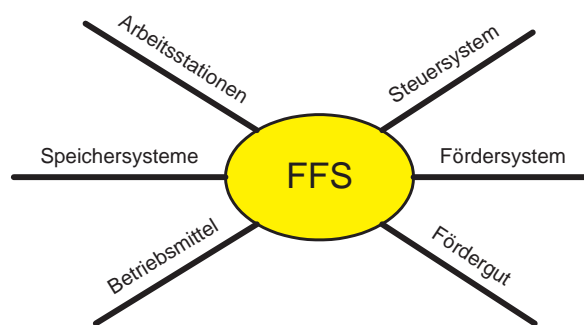 Arbeitsstationen
Steuersystem
Speichersysteme
FFS
Fördersystem
Betriebsmittel
Fördergut